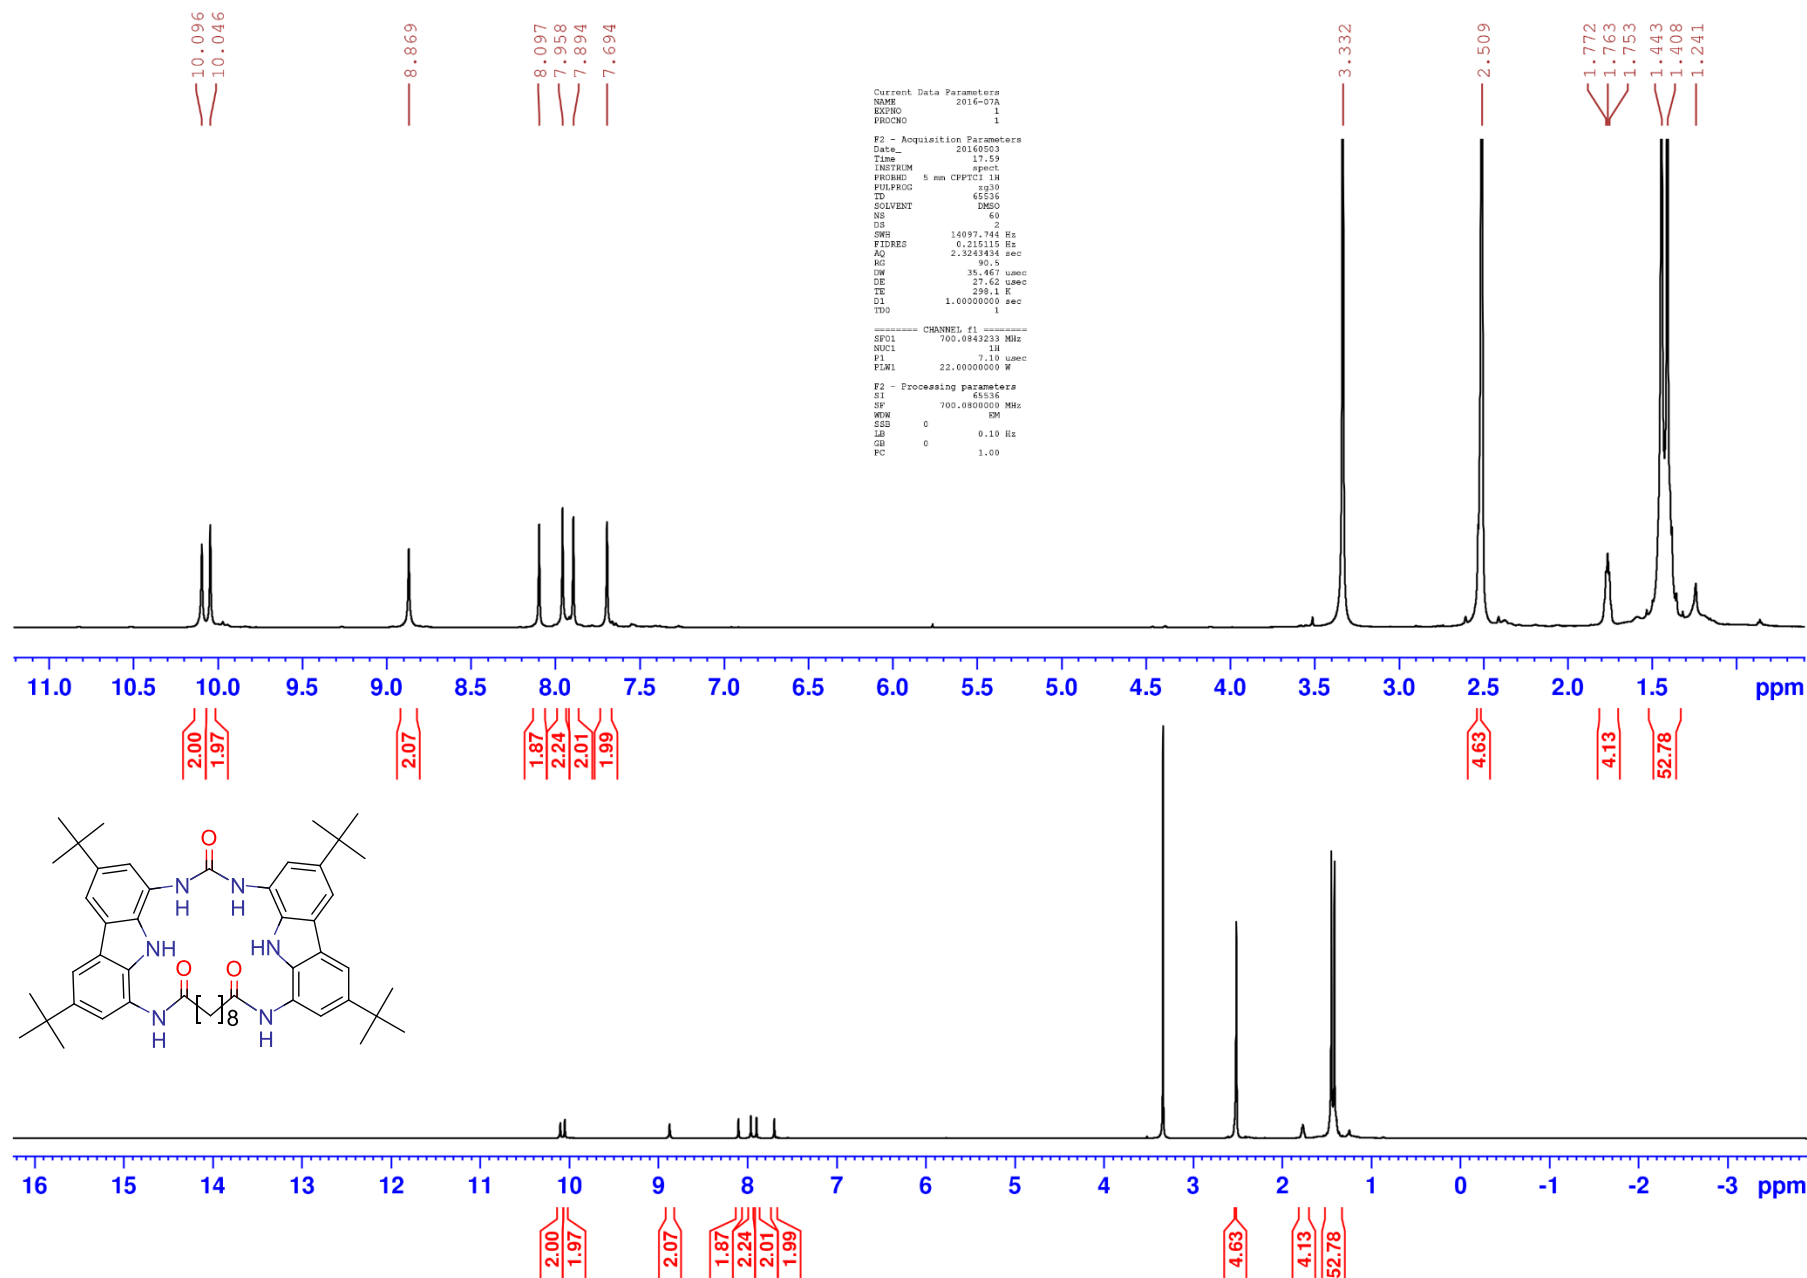 10.096
10.046
8.869
8.097
7.958
7.894
7.694
3.332
2.509
1.772
1.763
1.753
1.443
1.408
1.241
Current Data Parameters
NAME 2016-07A
EXPNO 1
PROCNO 1
F2 - Acquisition Parameters
Date_ 20160503
Time 17.59
INSTRUM spect
PROBHD 5 mm CPPTCI 1H
PULPROG zg30
TD 65536
SOLVENT DMSO
NS 60
DS 2
SWH 14097.744 Hz
FIDRES 0.215115 Hz
AQ 2.3243434 sec
RG 90.5
DW 35.467 usec
DE 27.62 usec
TE 298.1 K
D1 1.00000000 sec
TD0 1
======== CHANNEL f1 ========
SFO1 700.0843233 MHz
NUC1 1H
P1 7.10 usec
PLW1 22.00000000 W
F2 - Processing parameters
SI 65536
SF 700.0800000 MHz
WDW EM
SSB 0
LB 0.10 Hz
GB 0
PC 1.00
11.0 10.5 10.0 9.5 9.0 8.5 8.0 7.5 7.0 6.5 6.0 5.5 5.0 4.5 4.0 3.5 3.0 2.5 2.0 1.5 ppm
2.00
1.97
2.07
1.87
2.24
2.01
1.99
4.63
4.13
52.78
O
N N
H H
NH HN
O O
8
N N
H H
16 15 14 13 12 11 10 9 8 7 6 5 4 3 2 1 0 -1 -2 -3 ppm
2.00
1.97
2.07
1.87
2.24
2.01
1.99
4.63
4.13
52.78